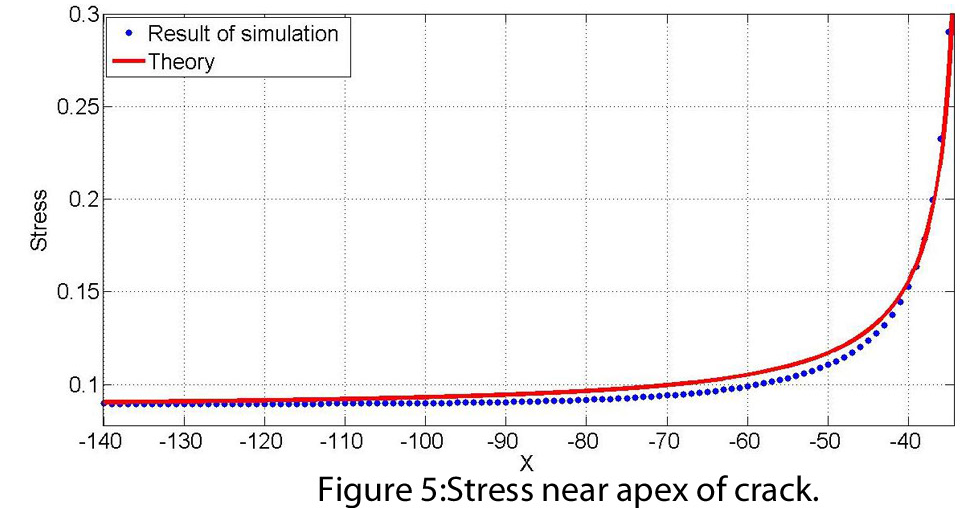 0.3
Result of simulation
Theory
0.25
0.2
0.15
0.1
Stress
-140 -130 -120 -110 -100 -90 -80 -70 -60 -50 -40
X
Figure 5:Stress near apex of crack.